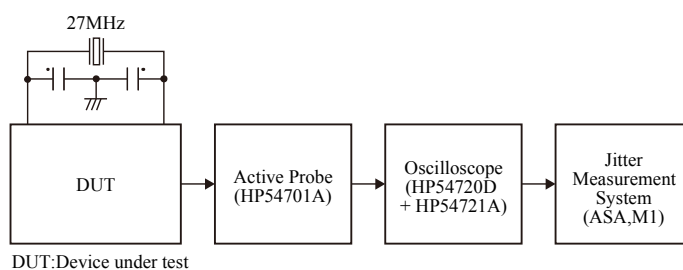 27MHz
DUT
Active Probe
(HP54701A)
Oscilloscope
(HP54720D
+ HP54721A)
Jitter
Measurement
System
(ASA,M1)
DUT:Device under test